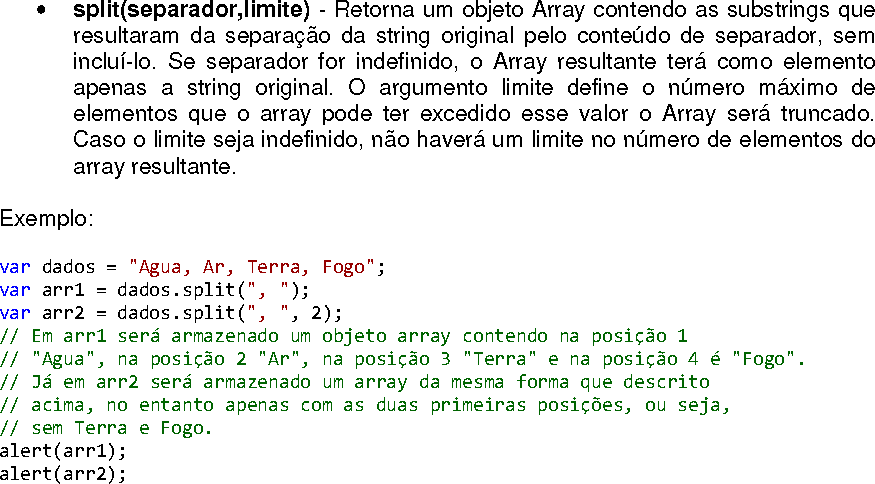 • split(separador,limite) - Retorna um objeto Array contendo as substrings que
resultaram da separação da string original pelo conteúdo de separador, sem
incluí-lo. Se separador for indefinido, o Array resultante terá como elemento
apenas a string original. O argumento limite define o número máximo de
elementos que o array pode ter excedido esse valor o Array será truncado.
Caso o limite seja indefinido, não haverá um limite no número de elementos do
array resultante.
Exemplo:
var dados = "Agua, Ar, Terra, Fogo";
var arr1 = dados.split(", ");
var arr2 = dados.split(", ", 2);
// Em arr1 será armazenado um objeto array contendo na posição 1
// "Agua", na posição 2 "Ar", na posição 3 "Terra" e na posição 4 é "Fogo".
// Já em arr2 será armazenado um array da mesma forma que descrito
// acima, no entanto apenas com as duas primeiras posições, ou seja,
// sem Terra e Fogo.
alert(arr1);
alert(arr2);